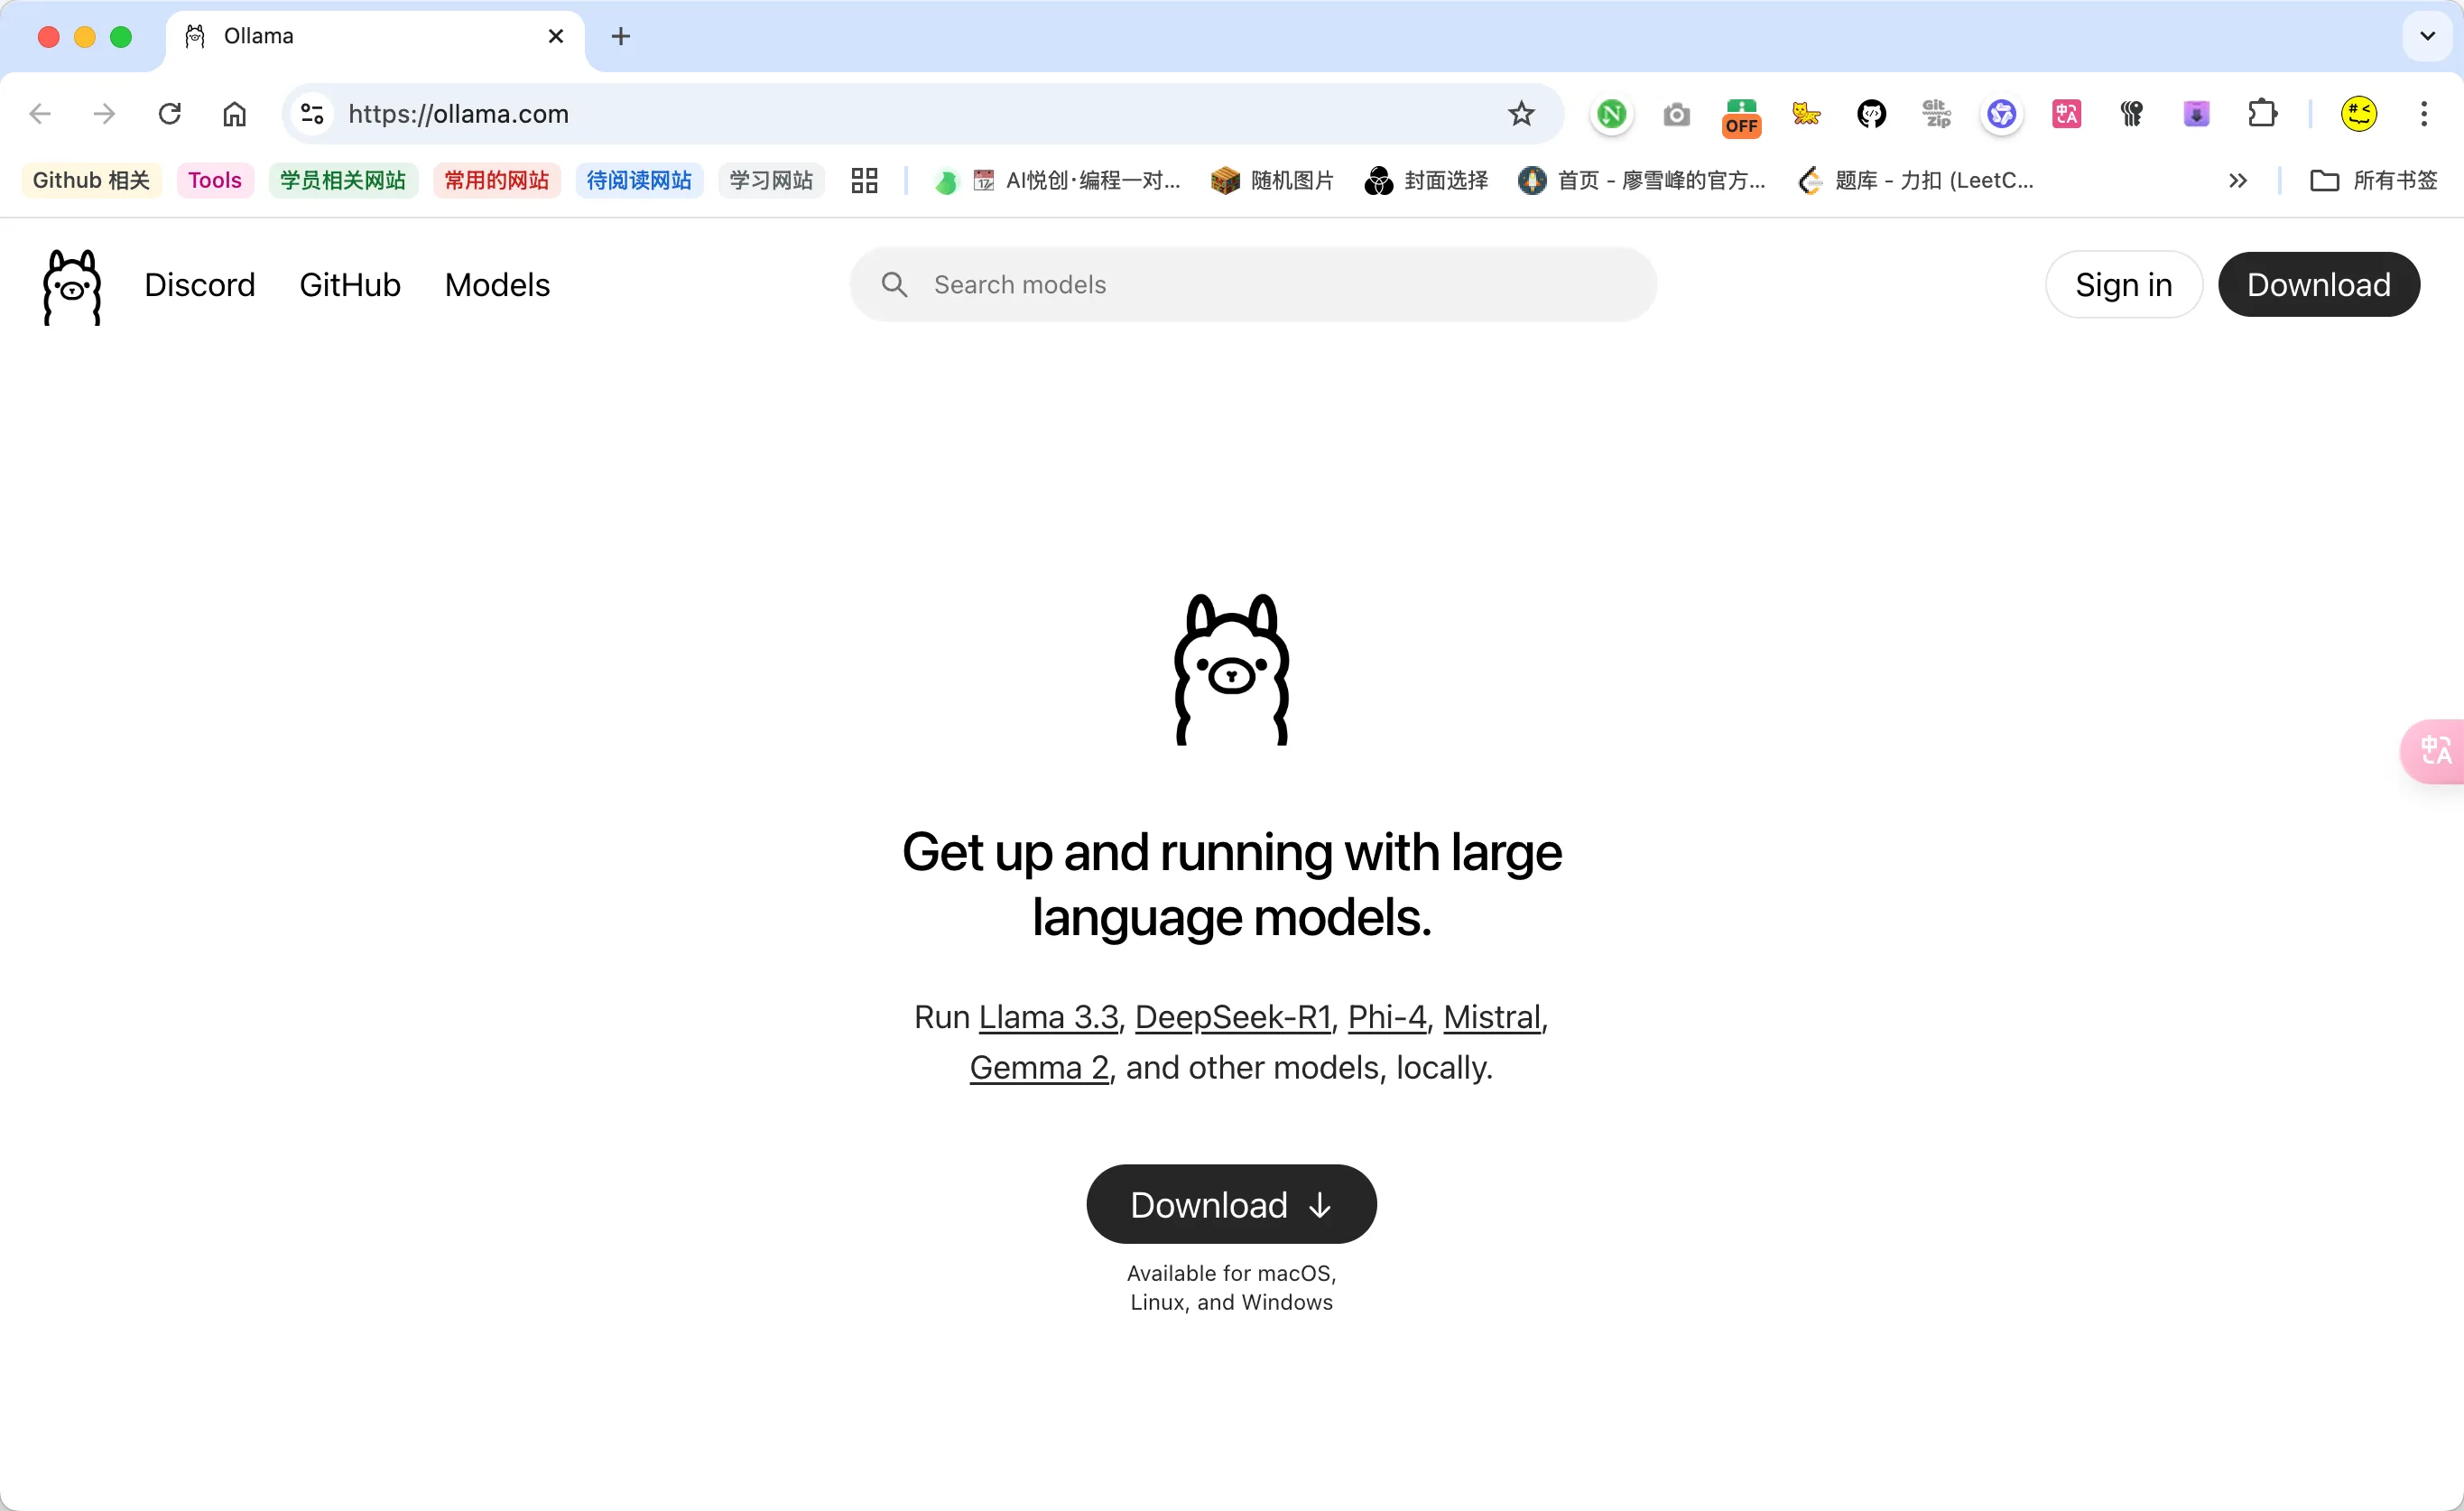 Ollama
https://ollama.com
OFF
Git
zip
Github 相关
Tools
学员相关网站
常用的网站
待阅读网站
学习网站
AI悦创·编程一对...
随机图片
封面选择
首页 - 廖雪峰的官方...
题库 - 力扣 (LeetC...
所有书签
Discord
GitHub
Models
Search models
Sign in
Download
Get up and running with large
language models.
Run Llama 3.3, DeepSeek-R1, Phi-4, Mistral,
Gemma 2, and other models, locally.
Download
Available for macOS,
Linux, and Windows